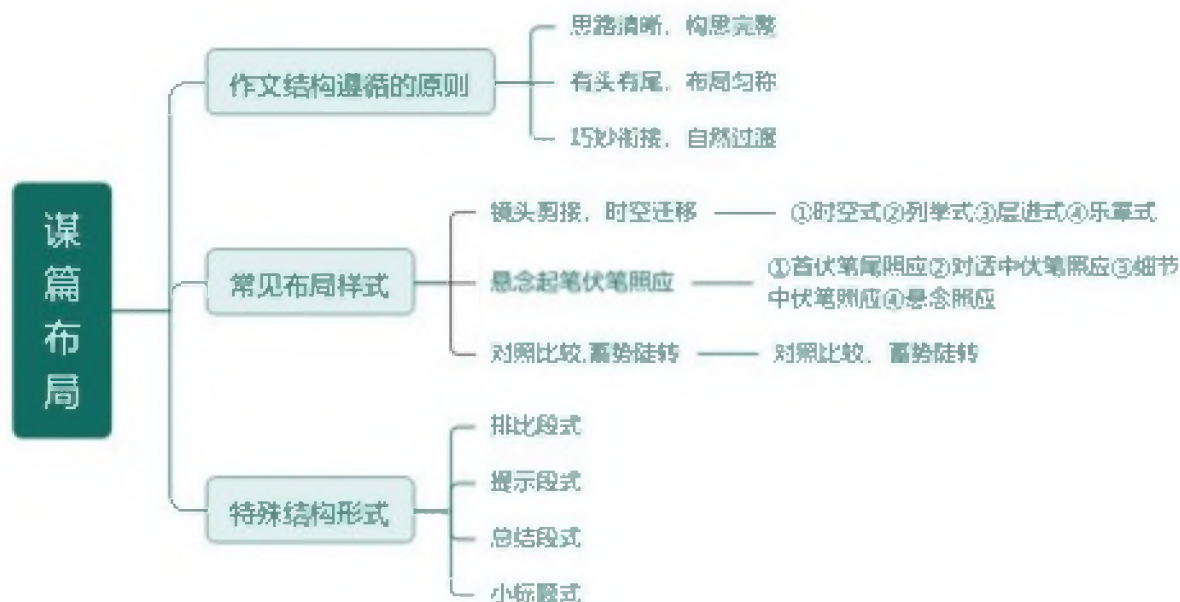 谋篇布局
作文结构遵循的原则
思路清晰，构思完整
有头有尾，布局匀称
巧妙衔接，自然过渡
常见布局样式
镜头剪接，时空迁移
①时空式②列举式③层进式④乐章式
悬念起笔伏笔照应
①首伏笔尾照应②对话中伏笔照应③细节
中伏笔照应④悬念照应
对照比较,蓄势陡转
对照比较，蓄势陡转
特殊结构形式
排比段式
提示段式
总结段式
小标题式